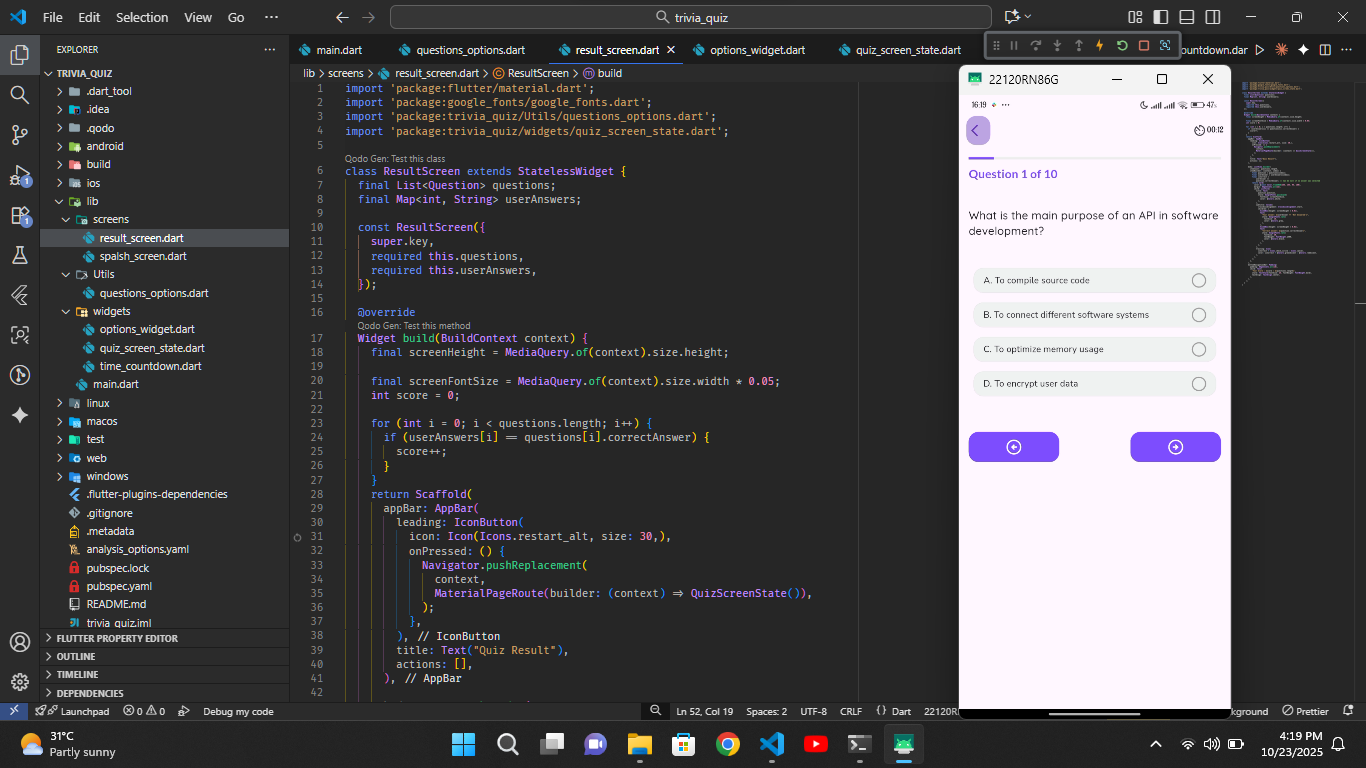 File Edit Selection View Go ··· trivia_quiz
EXPLORER
TRIVIA_QUIZ
.dart_tool
.idea
.qodo
android
build
ios
lib
screens
result_screen.dart
spalsh_screen.dart
Utils
questions_options.dart
widgets
options_widget.dart
quiz_screen_state.dart
time_countdown.dart
main.dart
linux
macos
test
web
windows
.flutter-plugins-dependencies
.gitignore
.metadata
analysis_options.yaml
pubspec.lock
pubspec.yaml
README.md
trivia_quiz.iml
FLUTTER PROPERTY EDITOR
OUTLINE
TIMELINE
DEPENDENCIES
1
1
main.dart questions_options.dart result_screen.dart options_widget.dart quiz_screen_state.dart ountdown.dar
lib > screens > result_screen.dart > ResultScreen > build
1 import 'package:flutter/material.dart';
2 import 'package:google_fonts/google_fonts.dart';
3 import 'package:trivia_quiz/Utils/questions_options.dart';
4 import 'package:trivia_quiz/widgets/quiz_screen_state.dart';
5
Qodo Gen: Test this class
6 class ResultScreen extends StatelessWidget {
7 final List<Question> questions;
8 final Map<int, String> userAnswers;
9
10 const ResultScreen({
11 super.key,
12 required this.questions,
13 required this.userAnswers,
14 });
15
16 @override
Qodo Gen: Test this method
17 Widget build(BuildContext context) {
18 final screenHeight = MediaQuery.of(context).size.height;
19
20 final screenFontSize = MediaQuery.of(context).size.width * 0.05;
21 int score = 0;
22
23 for (int i = 0; i < questions.length; i++) {
24 if (userAnswers[i] == questions[i].correctAnswer) {
25 score++;
26 }
27 }
28 return Scaffold(
29 appBar: AppBar(
30 leading: IconButton(
31 icon: Icon(Icons.restart_alt, size: 30,),
32 onPressed: () {
33 Navigator.pushReplacement(
34 context,
35 MaterialPageRoute(builder: (context) => QuizScreenState()),
36 );
37 },
38 ), // IconButton
39 title: Text("Quiz Result"),
40 actions: [],
41 ), // AppBar
42
22120RN86G
16:19 47%
00:12
Question 1 of 10
What is the main purpose of an API in software
development?
A. To compile source code
B. To connect different software systems
C. To optimize memory usage
D. To encrypt user data
Launchpad 0 0 Debug my code Ln 52, Col 19 Spaces: 2 UTF-8 CRLF {} Dart 22120R kground Prettier
31°C
Partly sunny
4:19 PM
10/23/2025